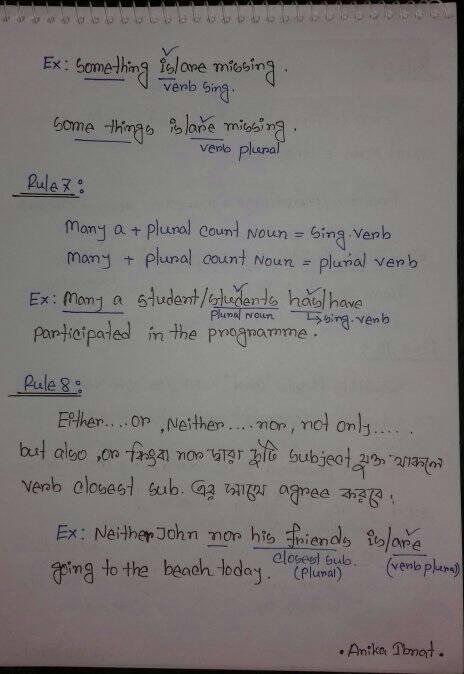 Ex: Something is/are missing.
verb sing.
Some things is/are missing.
verb plural
Rule 7:
Many a + plural count Noun = sing. verb
Many + plural count Noun = plural verb
Ex: Many a student/students has/have
Plural Noun → sing. verb
participated in the programme.
Rule 8:
Either....or, Neither....nor, not only.....
but also, or কিংবা nor দ্বারা দুটি subject যুক্ত থাকলে
verb closest sub. এর সাথে agree করবে।
Ex: Neither John nor his friends is/are
closest sub. (verb plural)
going to the beach today. (Plural)
• Anika Ibnat •